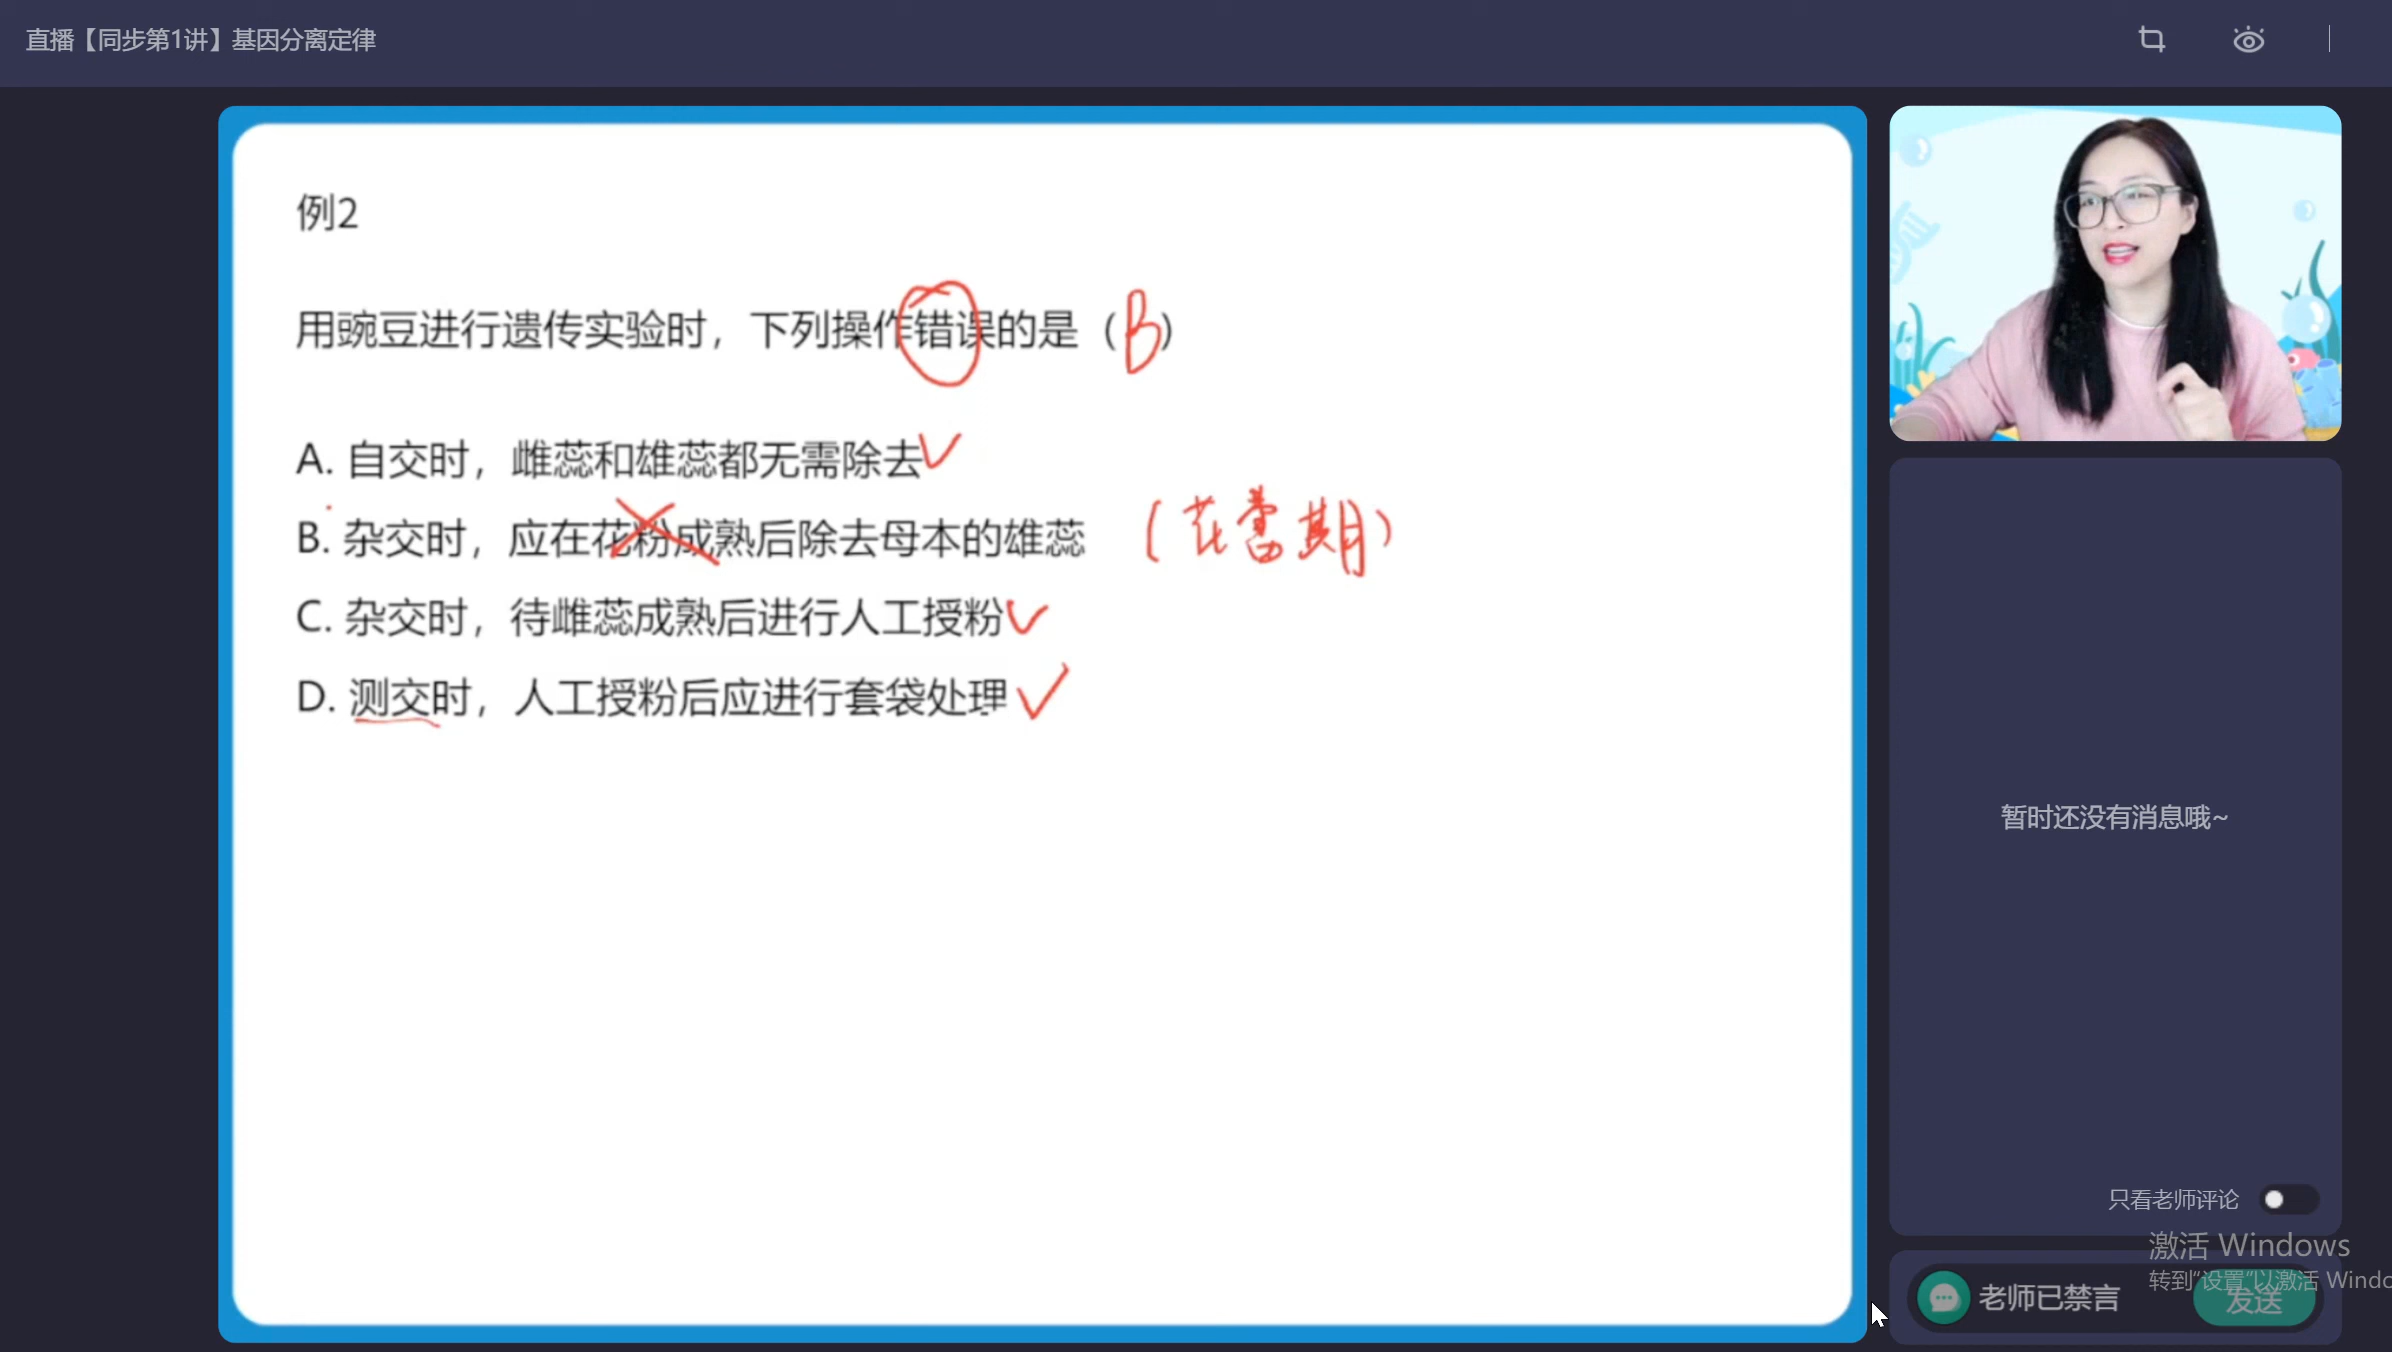 直播【同步第1讲】基因分离定律
例2
用豌豆进行遗传实验时，下列操作错误的是（B）
A. 自交时，雌蕊和雄蕊都无需除去
B. 杂交时，应在花粉成熟后除去母本的雄蕊 （花蕾期）
C. 杂交时，待雌蕊成熟后进行人工授粉
D. 测交时，人工授粉后应进行套袋处理
暂时还没有消息哦~
只看老师评论
激活 Windows
转到“设置”以激活 Windo
老师已禁言
发送